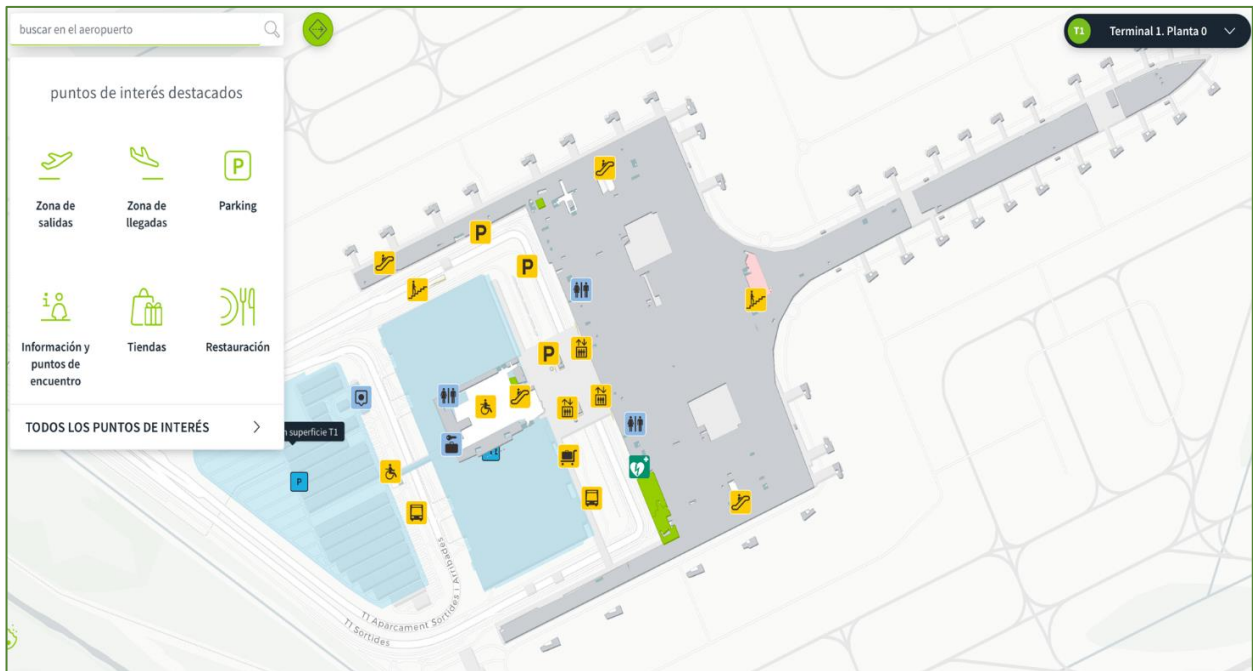 buscar en el aeropuerto
T1
Terminal 1. Planta 0
puntos de interés destacados
Zona de
salidas
Zona de
llegadas
P
Parking
Información y
puntos de
encuentro
Tiendas
Restauración
TODOS LOS PUNTOS DE INTERÉS
superficie T1
P
P
P
P
T1 Aparcament Sortides i Arribades
T1 Sortides